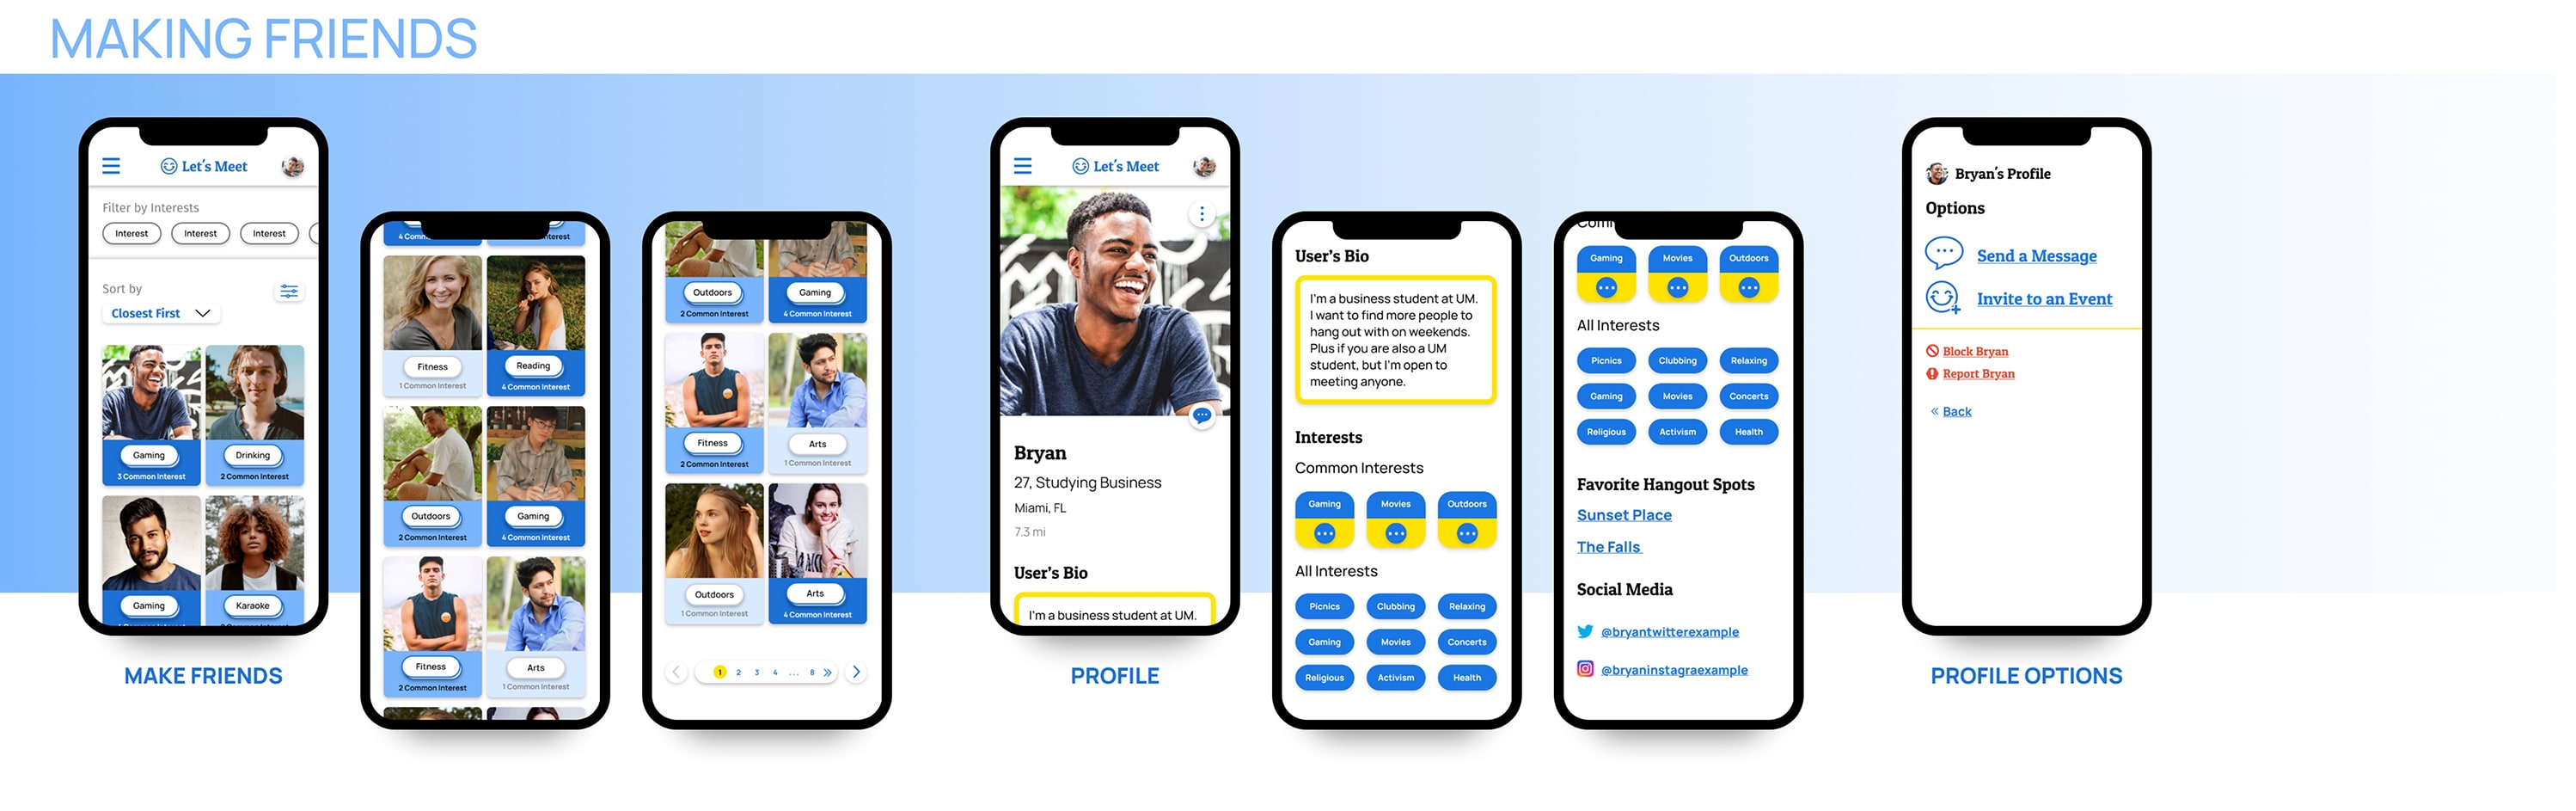 MAKING FRIENDS
Let's Meet
Filter by Interests
Interest Interest Interest
Sort by
Closest First
Gaming Drinking
3 Common Interest 2 Common Interest
Gaming Karaoke
MAKE FRIENDS
4 Com
nterest
Fitness Reading
1 Common Interest 4 Common Interest
Outdoors Gaming
2 Common Interest 4 Common Interest
Fitness Arts
2 Common Interest 1 Common Interest
Outdoors Gaming
2 Common Interest 4 Common Interest
Fitness Arts
2 Common Interest 1 Common Interest
Outdoors Arts
1 Common Interest 4 Common Interest
1 2 3 4 ... 8 »
Let's Meet
Bryan
27, Studying Business
Miami, FL
7.3 mi
User's Bio
I'm a business student at UM.
PROFILE
User's Bio
I'm a business student at UM.
I want to find more people to
hang out with on weekends.
Plus if you are also a UM
student, but I'm open to
meeting anyone.
Interests
Common Interests
Gaming Movies Outdoors
All Interests
Picnics Clubbing Relaxing
Gaming Movies Concerts
Religious Activism Health
Gaming Movies Outdoors
All Interests
Picnics Clubbing Relaxing
Gaming Movies Concerts
Religious Activism Health
Favorite Hangout Spots
Sunset Place
The Falls
Social Media
@bryantwitterexample
@bryaninstagraexample
Bryan's Profile
Options
Send a Message
Invite to an Event
Block Bryan
Report Bryan
« Back
PROFILE OPTIONS